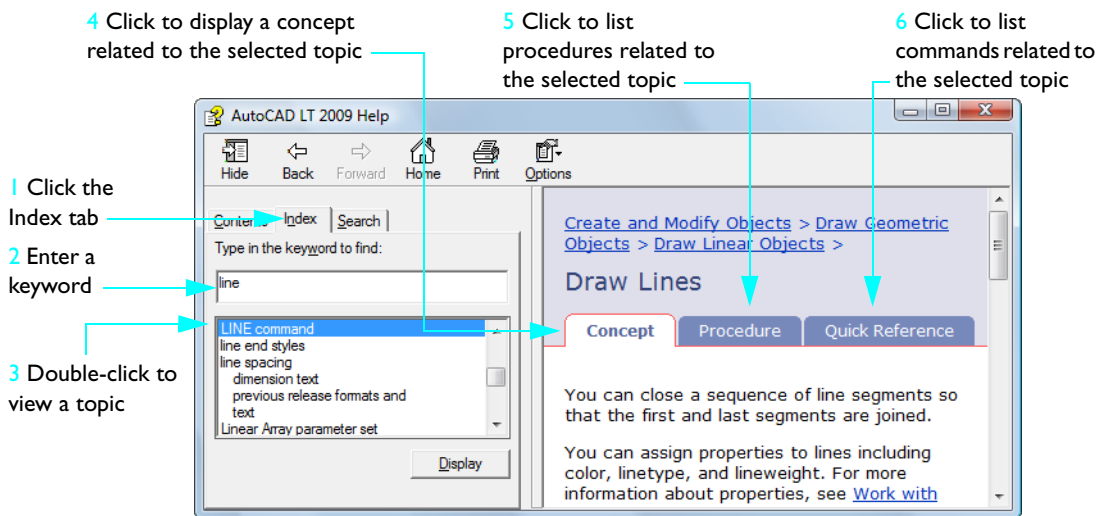 4 Click to display a concept
related to the selected topic
5 Click to list
procedures related to
the selected topic
6 Click to list
commands related to
the selected topic
1 Click the
Index tab
2 Enter a
keyword
3 Double-click to
view a topic
AutoCAD LT 2009 Help
Hide Back Forward Home Print Options
Contents Index Search
Type in the keyword to find:
line
LINE command
line end styles
line spacing
dimension text
previous release formats and
text
Linear Array parameter set
Display
Create and Modify Objects > Draw Geometric
Objects > Draw Linear Objects >
Draw Lines
Concept Procedure Quick Reference
You can close a sequence of line segments so
that the first and last segments are joined.
You can assign properties to lines including
color, linetype, and lineweight. For more
information about properties, see Work with